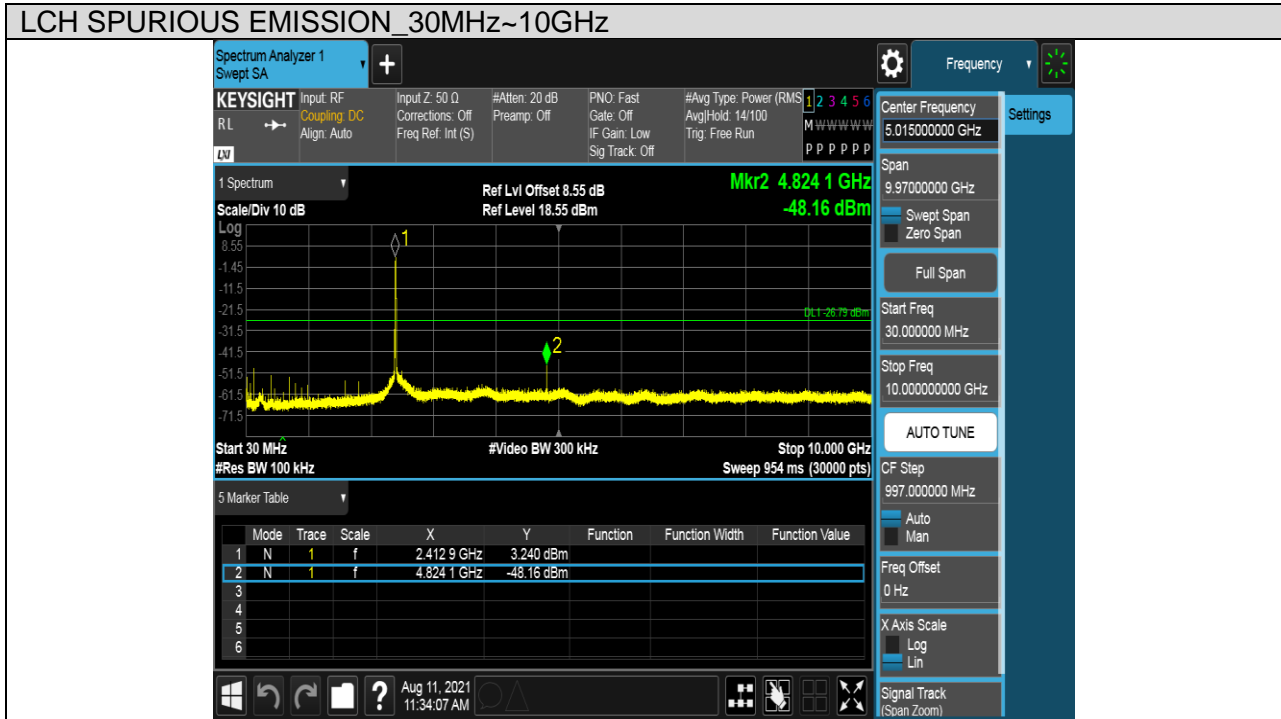 LCH SPURIOUS EMISSION_30MHz~10GHz
Spectrum Analyzer 1
Swept SA
Frequency
KEYSIGHT
RL
LXI
Input: RF
Coupling: DC
Align: Auto
Input Z: 50 Ω
Corrections: Off
Freq Ref: Int (S)
#Atten: 20 dB
Preamp: Off
PNO: Fast
Gate: Off
IF Gain: Low
Sig Track: Off
#Avg Type: Power (RMS
Avg|Hold: 14/100
Trig: Free Run
1 2 3 4 5 6
M W W W W W
P P P P P P
1 Spectrum
Scale/Div 10 dB
Ref Lvl Offset 8.55 dB
Ref Level 18.55 dBm
Mkr2 4.824 1 GHz
-48.16 dBm
Log
8.55
-1.45
-11.5
-21.5
-31.5
-41.5
-51.5
-61.5
-71.5
1
2
DL1 -26.79 dBm
Start 30 MHz
#Res BW 100 kHz
#Video BW 300 kHz
Stop 10.000 GHz
Sweep 954 ms (30000 pts)
5 Marker Table
Mode Trace Scale X Y Function Function Width Function Value
1 N 1 f 2.412 9 GHz 3.240 dBm
2 N 1 f 4.824 1 GHz -48.16 dBm
3
4
5
6
Aug 11, 2021
11:34:07 AM
Center Frequency
5.015000000 GHz
Settings
Span
9.97000000 GHz
Swept Span
Zero Span
Full Span
Start Freq
30.000000 MHz
Stop Freq
10.000000000 GHz
AUTO TUNE
CF Step
997.000000 MHz
Auto
Man
Freq Offset
0 Hz
X Axis Scale
Log
Lin
Signal Track
(Span Zoom)